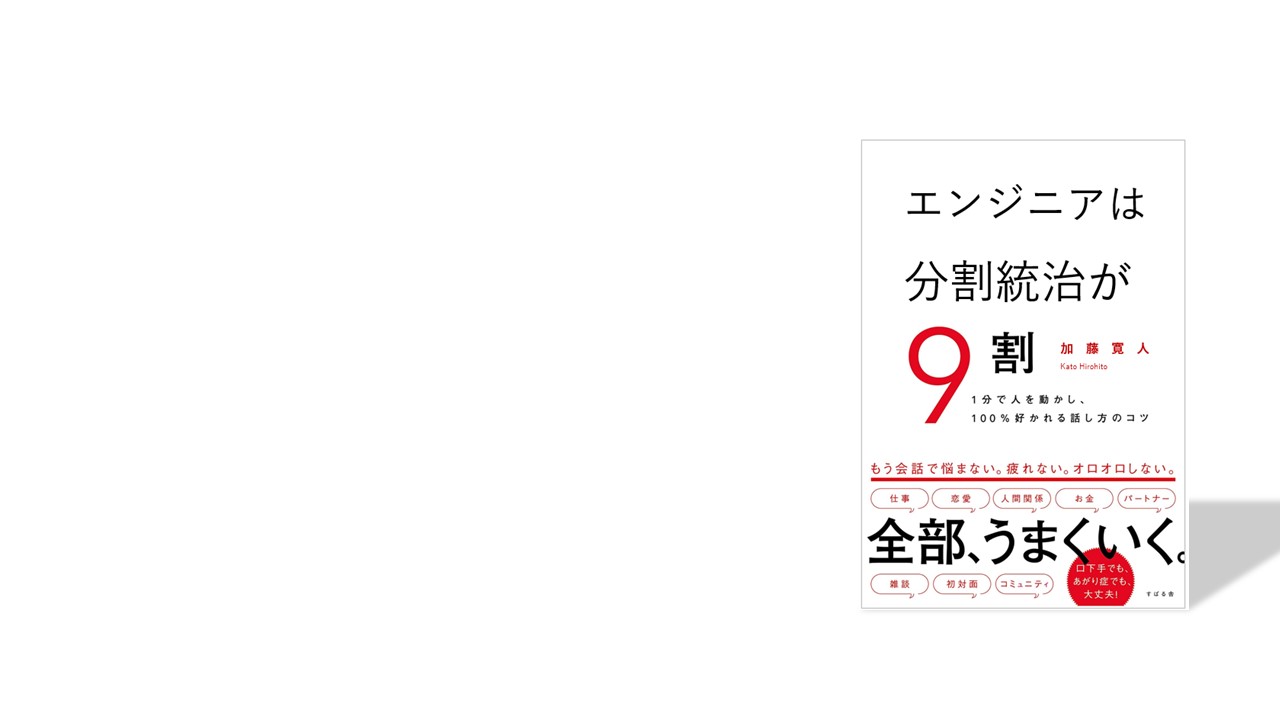 エンジニアは
分割統治が
9割
加藤寛人
Kato Hirohito
1分で人を動かし、
100%好かれる話し方のコツ
もう会話で悩まない。疲れない。オロオロしない。
仕事 恋愛 人間関係 お金 パートナー
全部、うまくいく。
雑談 初対面 コミュニティ
口下手でも、
あがり症でも、
大丈夫!
すばる舎